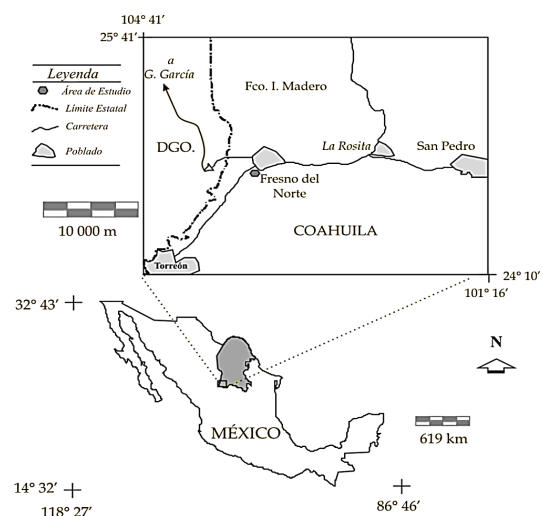 104° 41'
25° 41'
a
G. García
Fco. I. Madero
Leyenda
Área de Estudio
Límite Estatal
Carretera
Poblado
DGO.
La Rosita
San Pedro
Fresno del
Norte
10 000 m
COAHUILA
Torreón
24° 10'
101° 16'
32° 43'
N
MÉXICO
619 km
14° 32'
118° 27'
86° 46'